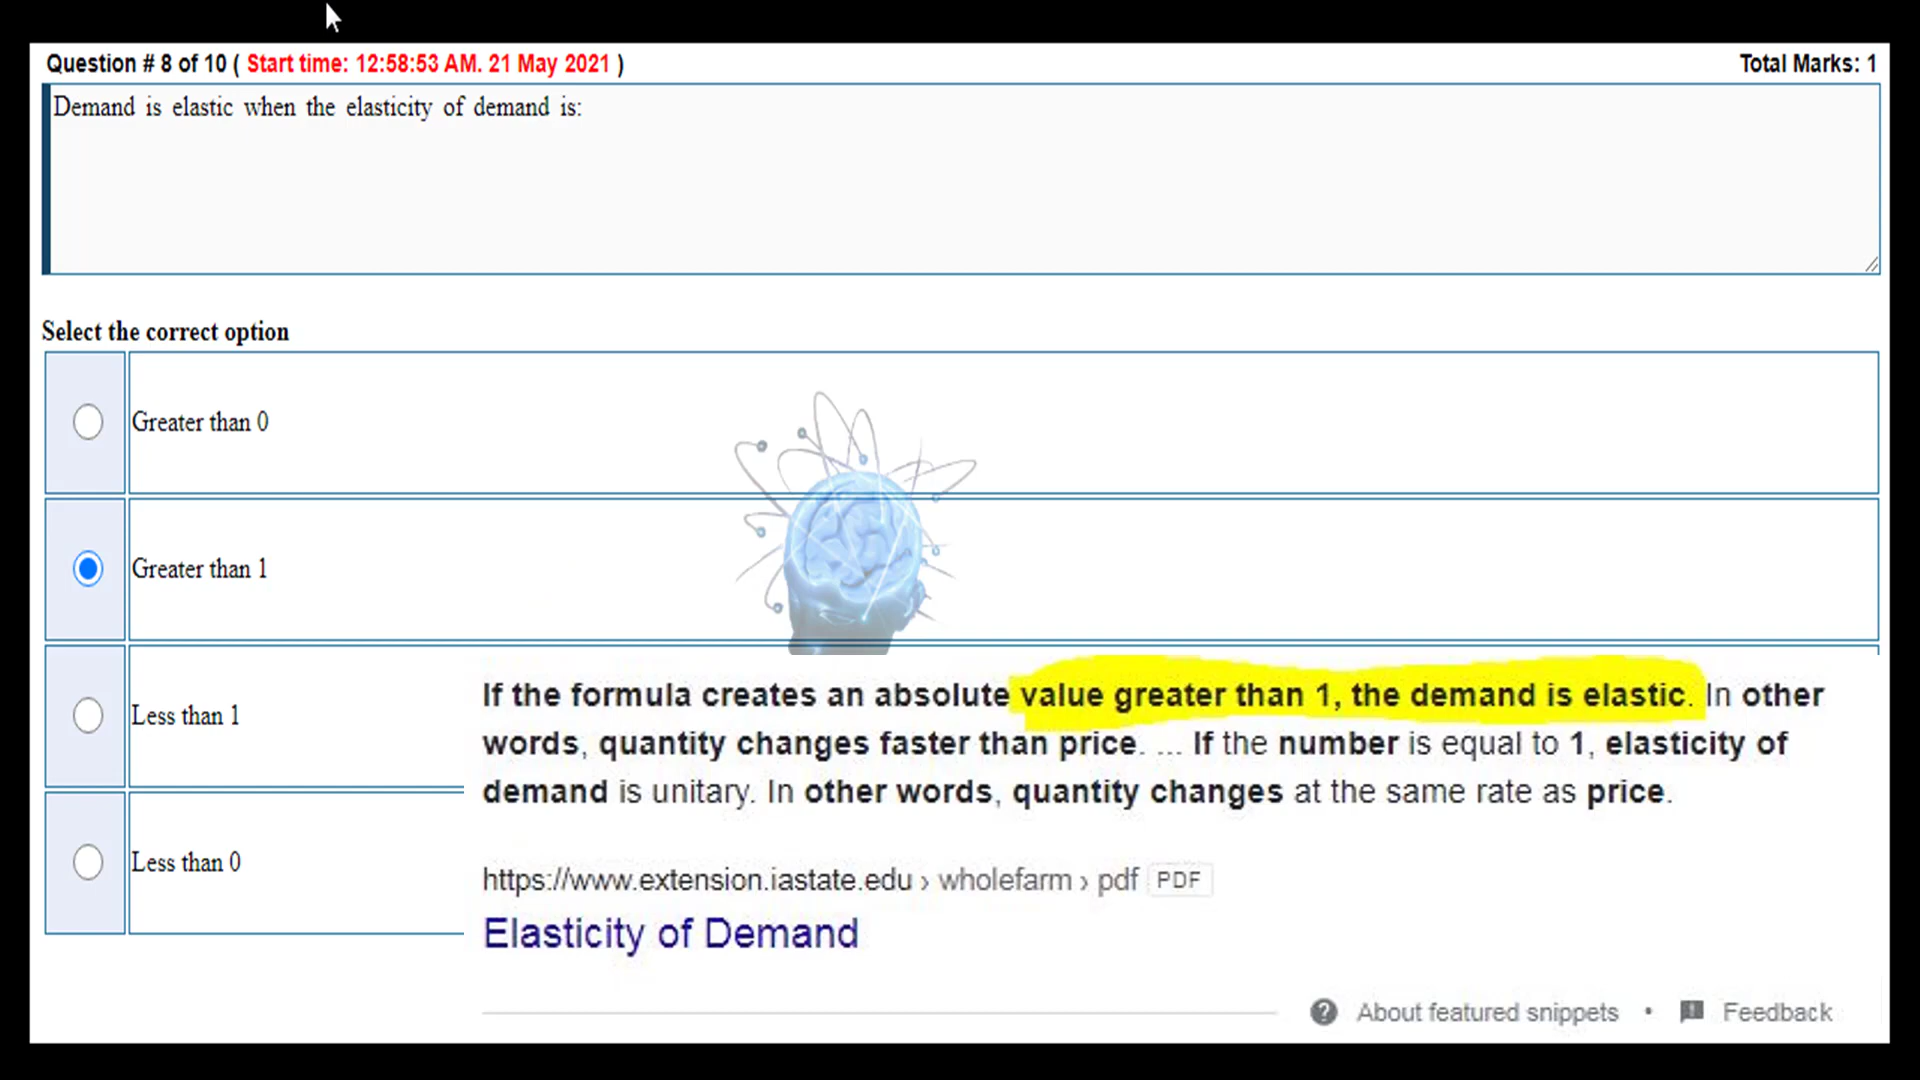 Question # 8 of 10 ( Start time: 12:58:53 AM. 21 May 2021 )
Total Marks: 1
Demand is elastic when the elasticity of demand is:
Select the correct option
Greater than 0
Greater than 1
Less than 1
Less than 0
If the formula creates an absolute value greater than 1, the demand is elastic. In other
words, quantity changes faster than price. ... If the number is equal to 1, elasticity of
demand is unitary. In other words, quantity changes at the same rate as price.
https://www.extension.iastate.edu › wholefarm › pdf PDF
Elasticity of Demand
About featured snippets • Feedback